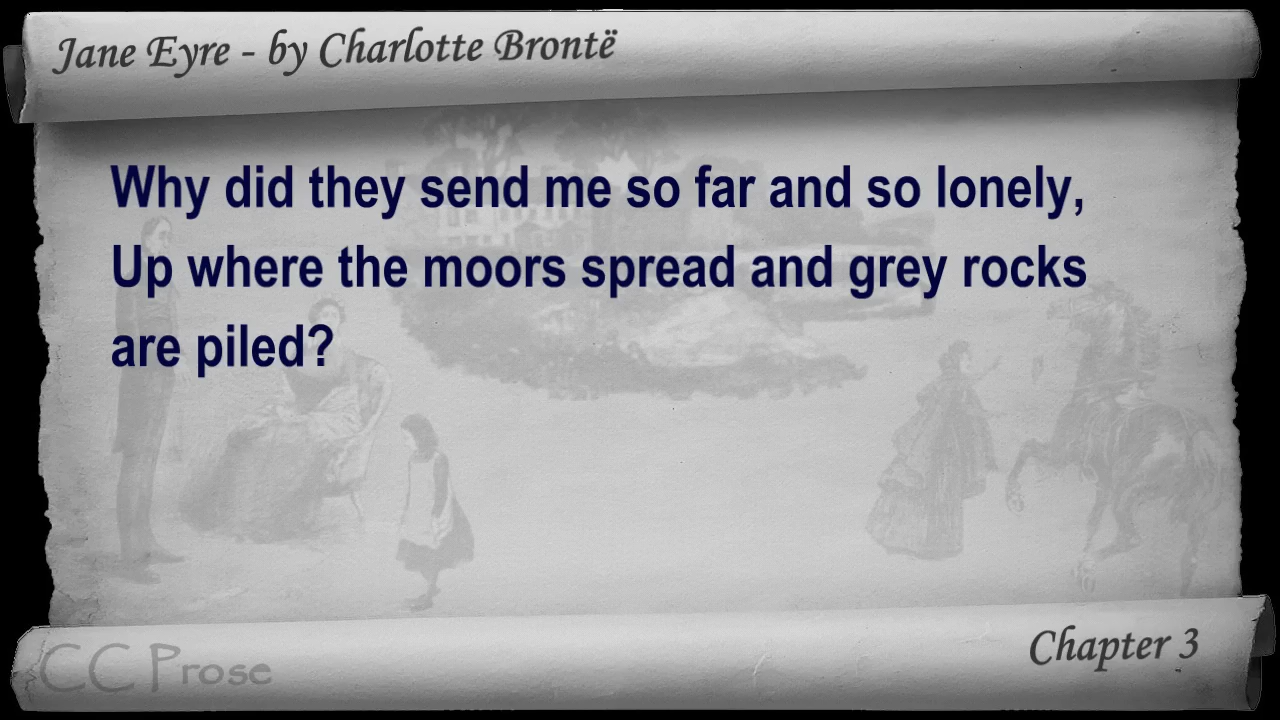 Jane Eyre - by Charlotte Brontë
Why did they send me so far and so lonely,
Up where the moors spread and grey rocks
are piled?
Chapter 3
CC Prose